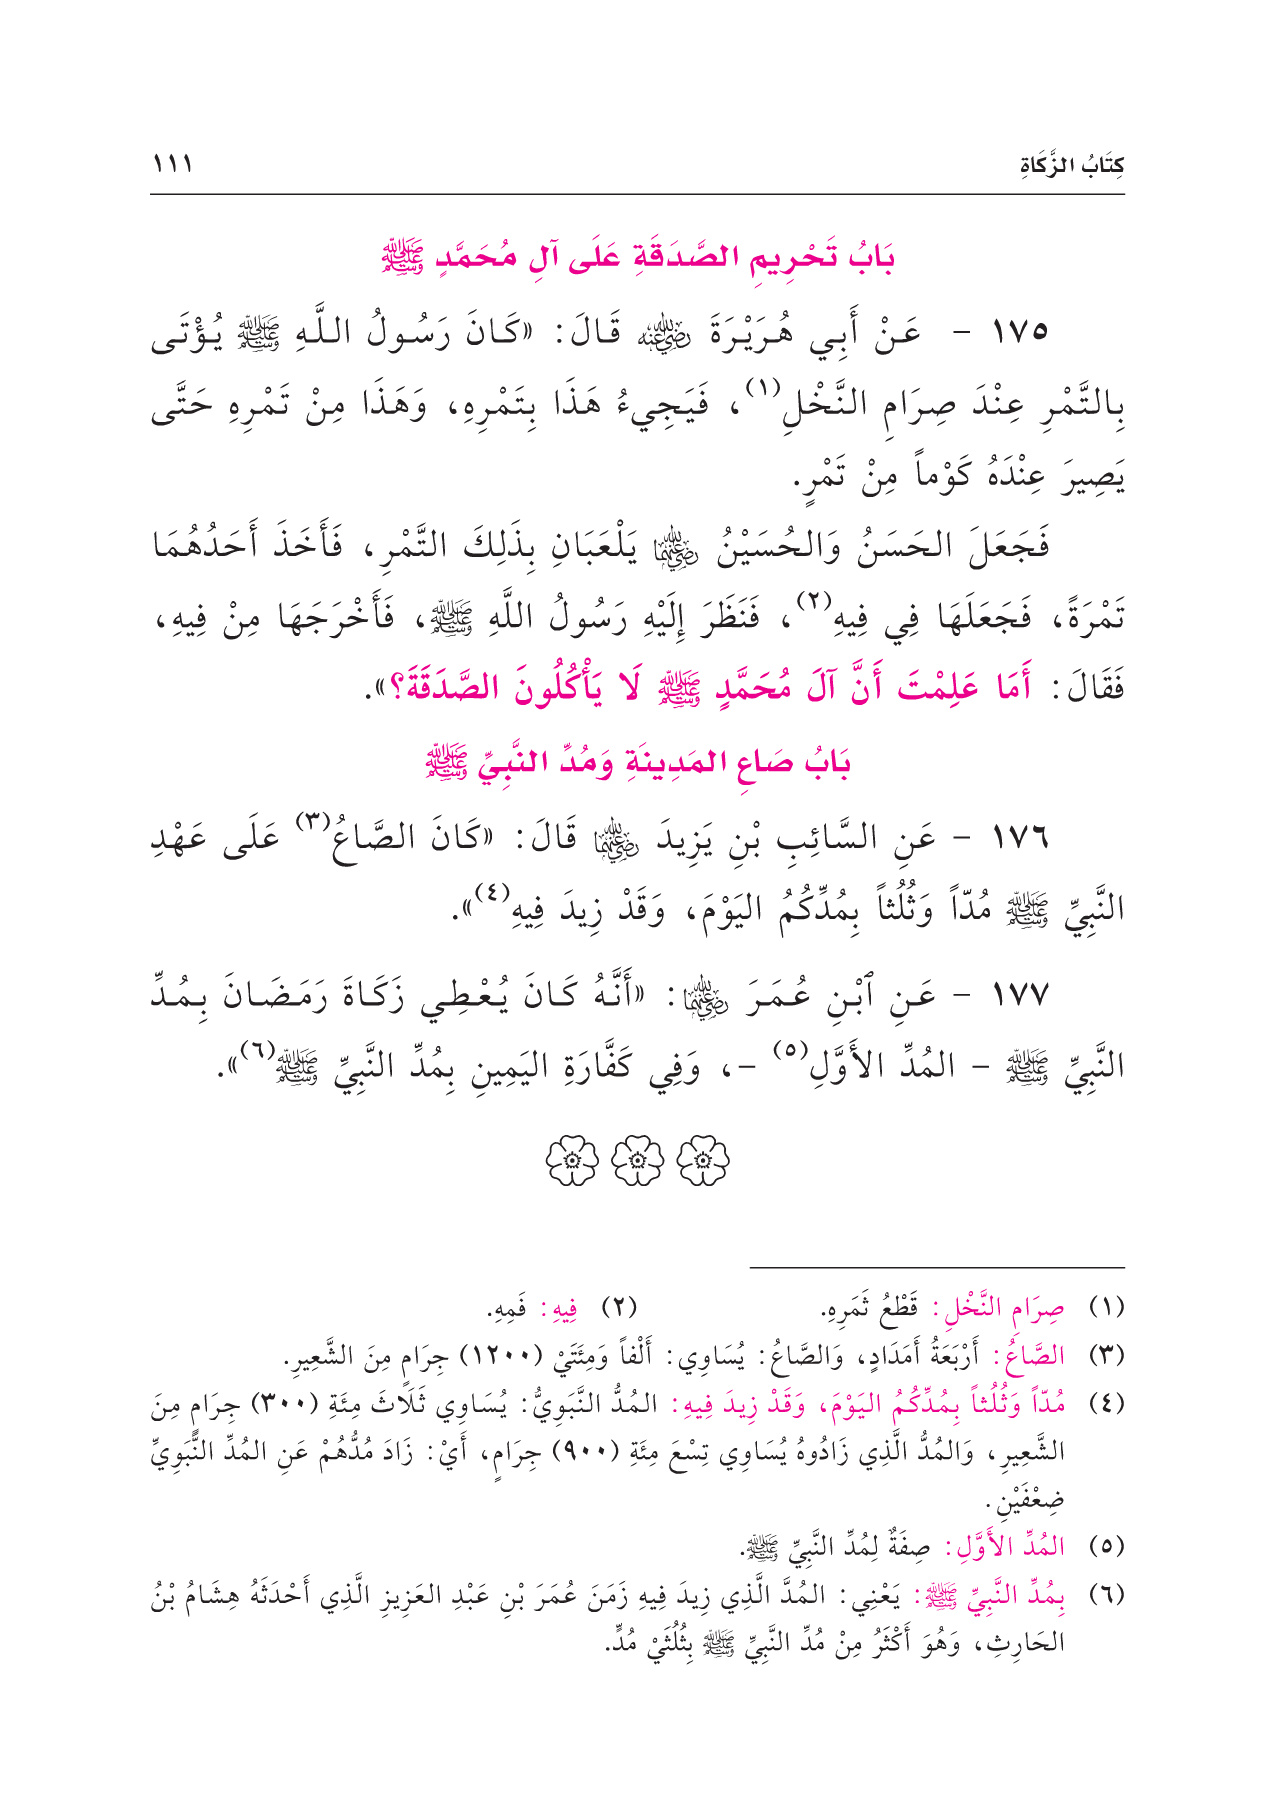 كِتَابُ الزَّكَاةِ ١١١
بَابُ تَحْرِيمِ الصَّدَقَةِ عَلَى آلِ مُحَمَّدٍ ﷺ
١٧٥ - عَنْ أَبِي هُرَيْرَةَ رضي الله عنه قَالَ: «كَانَ رَسُولُ اللَّهِ ﷺ يُؤْتَى
بِالتَّمْرِ عِنْدَ صِرَامِ النَّخْلِ(١)، فَيَجِيءُ هَذَا بِتَمْرِهِ، وَهَذَا مِنْ تَمْرِهِ حَتَّى
يَصِيرَ عِنْدَهُ كَوْماً مِنْ تَمْرٍ.
فَجَعَلَ الحَسَنُ وَالحُسَيْنُ رضي الله عنهما يَلْعَبَانِ بِذَلِكَ التَّمْرِ، فَأَخَذَ أَحَدُهُمَا
تَمْرَةً، فَجَعَلَهَا فِي فِيهِ(٢)، فَنَظَرَ إِلَيْهِ رَسُولُ اللَّهِ ﷺ، فَأَخْرَجَهَا مِنْ فِيهِ،
فَقَالَ: أَمَا عَلِمْتَ أَنَّ آلَ مُحَمَّدٍ ﷺ لَا يَأْكُلُونَ الصَّدَقَةَ؟».
بَابُ صَاعِ المَدِينَةِ وَمُدِّ النَّبِيِّ ﷺ
١٧٦ - عَنِ السَّائِبِ بْنِ يَزِيدَ رضي الله عنهما قَالَ: «كَانَ الصَّاعُ(٣) عَلَى عَهْدِ
النَّبِيِّ ﷺ مُدّاً وَثُلُثاً بِمُدِّكُمُ اليَوْمَ، وَقَدْ زِيدَ فِيهِ(٤)».
١٧٧ - عَنِ ٱبْنِ عُمَرَ رضي الله عنهما: «أَنَّهُ كَانَ يُعْطِي زَكَاةَ رَمَضَانَ بِمُدِّ
النَّبِيِّ ﷺ - المُدِّ الأَوَّلِ(٥) -، وَفِي كَفَّارَةِ اليَمِينِ بِمُدِّ النَّبِيِّ ﷺ(٦)».
(١) صِرَامِ النَّخْلِ: قَطْعُ ثَمَرِهِ. (٢) فِيهِ: فَمِهِ.
(٣) الصَّاعُ: أَرْبَعَةُ أَمْدَادٍ، وَالصَّاعُ: يُسَاوِي: أَلْفاً وَمِئَتَيْ (١٢٠٠) جِرَامٍ مِنَ الشَّعِيرِ.
(٤) مُدّاً وَثُلُثاً بِمُدِّكُمُ اليَوْمَ، وَقَدْ زِيدَ فِيهِ: المُدُّ النَّبَوِيُّ: يُسَاوِي ثَلَاثَ مِئَةِ (٣٠٠) جِرَامٍ مِنَ
الشَّعِيرِ، وَالمُدُّ الَّذِي زَادُوهُ يُسَاوِي تِسْعَ مِئَةِ (٩٠٠) جِرَامٍ، أَيْ: زَادَ مُدُّهُمْ عَنِ المُدِّ النَّبَوِيِّ
ضِعْفَيْنِ.
(٥) المُدِّ الأَوَّلِ: صِفَةٌ لِمُدِّ النَّبِيِّ ﷺ.
(٦) بِمُدِّ النَّبِيِّ ﷺ: يَعْنِي: المُدَّ الَّذِي زِيدَ فِيهِ زَمَنَ عُمَرَ بْنِ عَبْدِ العَزِيزِ الَّذِي أَحْدَثَهُ هِشَامُ بْنُ
الحَارِثِ، وَهُوَ أَكْثَرُ مِنْ مُدِّ النَّبِيِّ ﷺ بِثُلُثَيْ مُدٍّ.